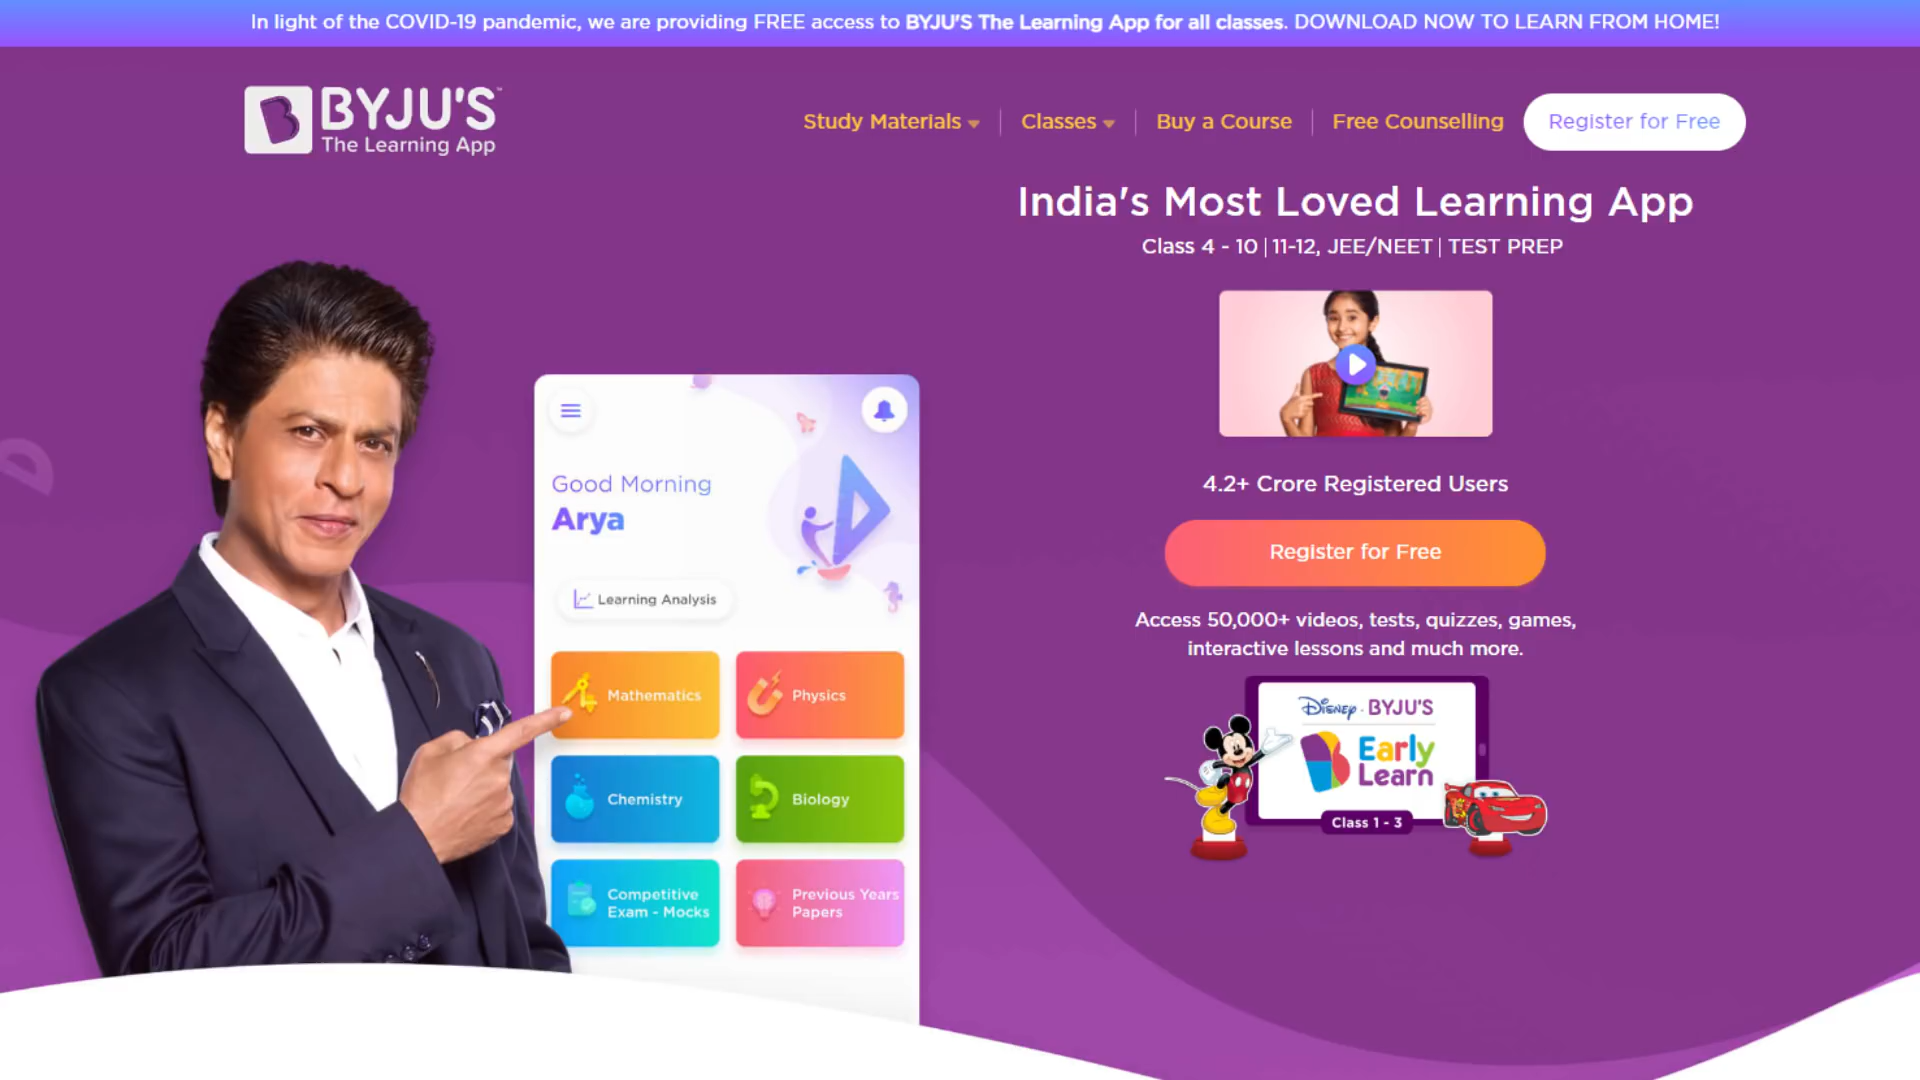 In light of the COVID-19 pandemic, we are providing FREE access to BYJU'S The Learning App for all classes. DOWNLOAD NOW TO LEARN FROM HOME!
BYJU'S™
The Learning App
Study Materials
Classes
Buy a Course
Free Counselling
Register for Free
India's Most Loved Learning App
Class 4 - 10 | 11-12, JEE/NEET | TEST PREP
4.2+ Crore Registered Users
Register for Free
Access 50,000+ videos, tests, quizzes, games,
interactive lessons and much more.
Disney · BYJU'S
Early
Learn
Class 1 - 3
Good Morning
Arya
Learning Analysis
Mathematics
Physics
Chemistry
Biology
Competitive
Exam - Mocks
Previous Years
Papers